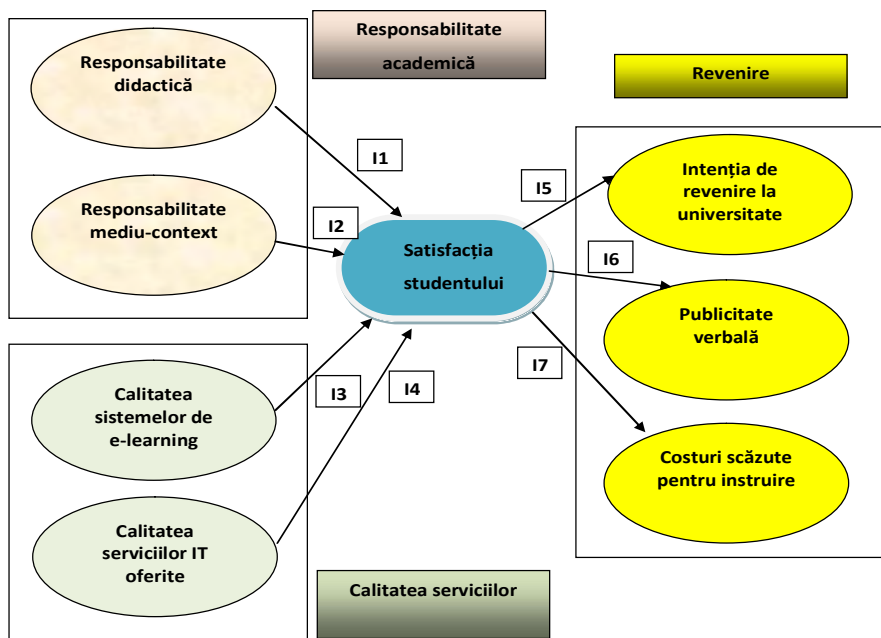 Responsabilitate
academică
Revenire
Responsabilitate
didactică
I1
Responsabilitate
mediu-context
I2
Satisfacția
studentului
I5
Intenția de
revenire la
universitate
I6
Publicitate
verbală
I7
Costuri scăzute
pentru instruire
Calitatea
sistemelor de
e-learning
I3
I4
Calitatea
serviciilor IT
oferite
Calitatea serviciilor